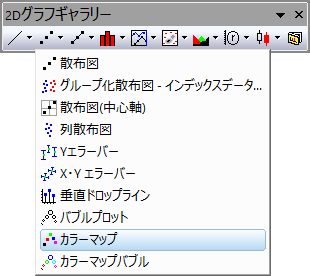 2Dグラフギャラリー
散布図
グループ化散布図 - インデックスデータ...
散布図(中心軸)
列散布図
Yエラーバー
X・Y エラーバー
垂直ドロップライン
バブルプロット
カラーマップ
カラーマップバブル